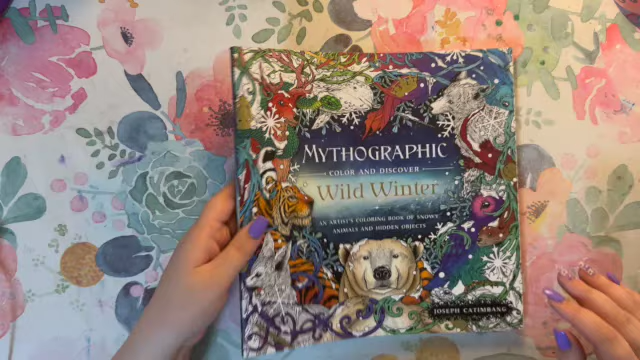 MYTHOGRAPHIC
COLOR AND DISCOVER
Wild Winter
AN ARTIST'S COLORING BOOK OF SNOWY
ANIMALS AND HIDDEN OBJECTS
JOSEPH CATIMBANG